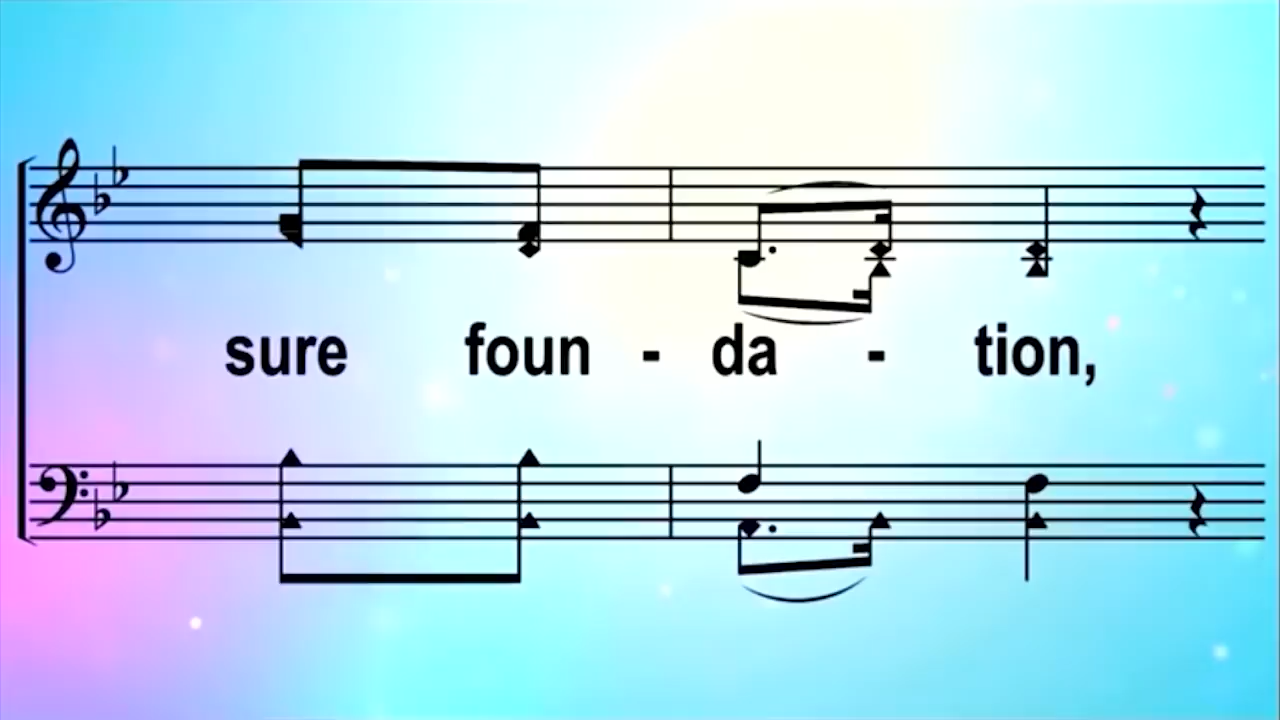 sure foun - da - tion,